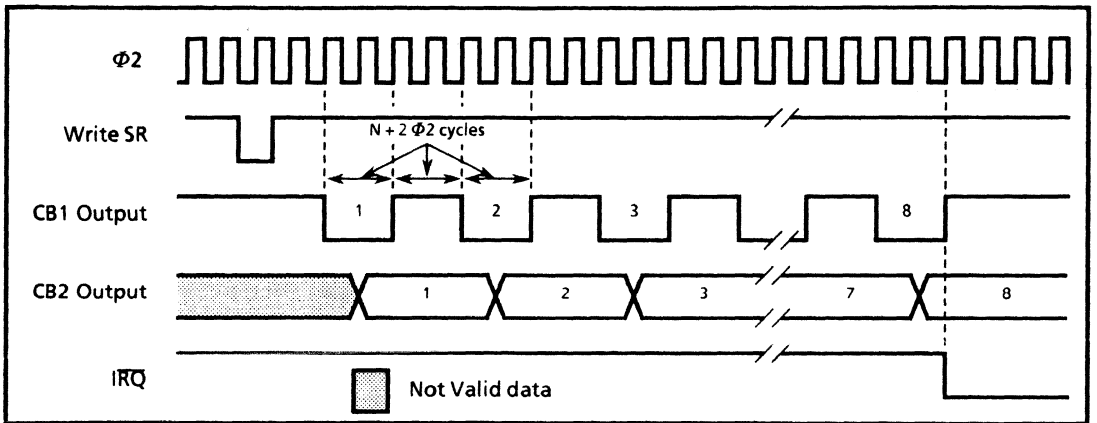 Φ2
Write SR
N + 2 Φ2 cycles
CB1 Output
1
2
3
8
CB2 Output
1
2
3
7
8
IRQ
Not Valid data